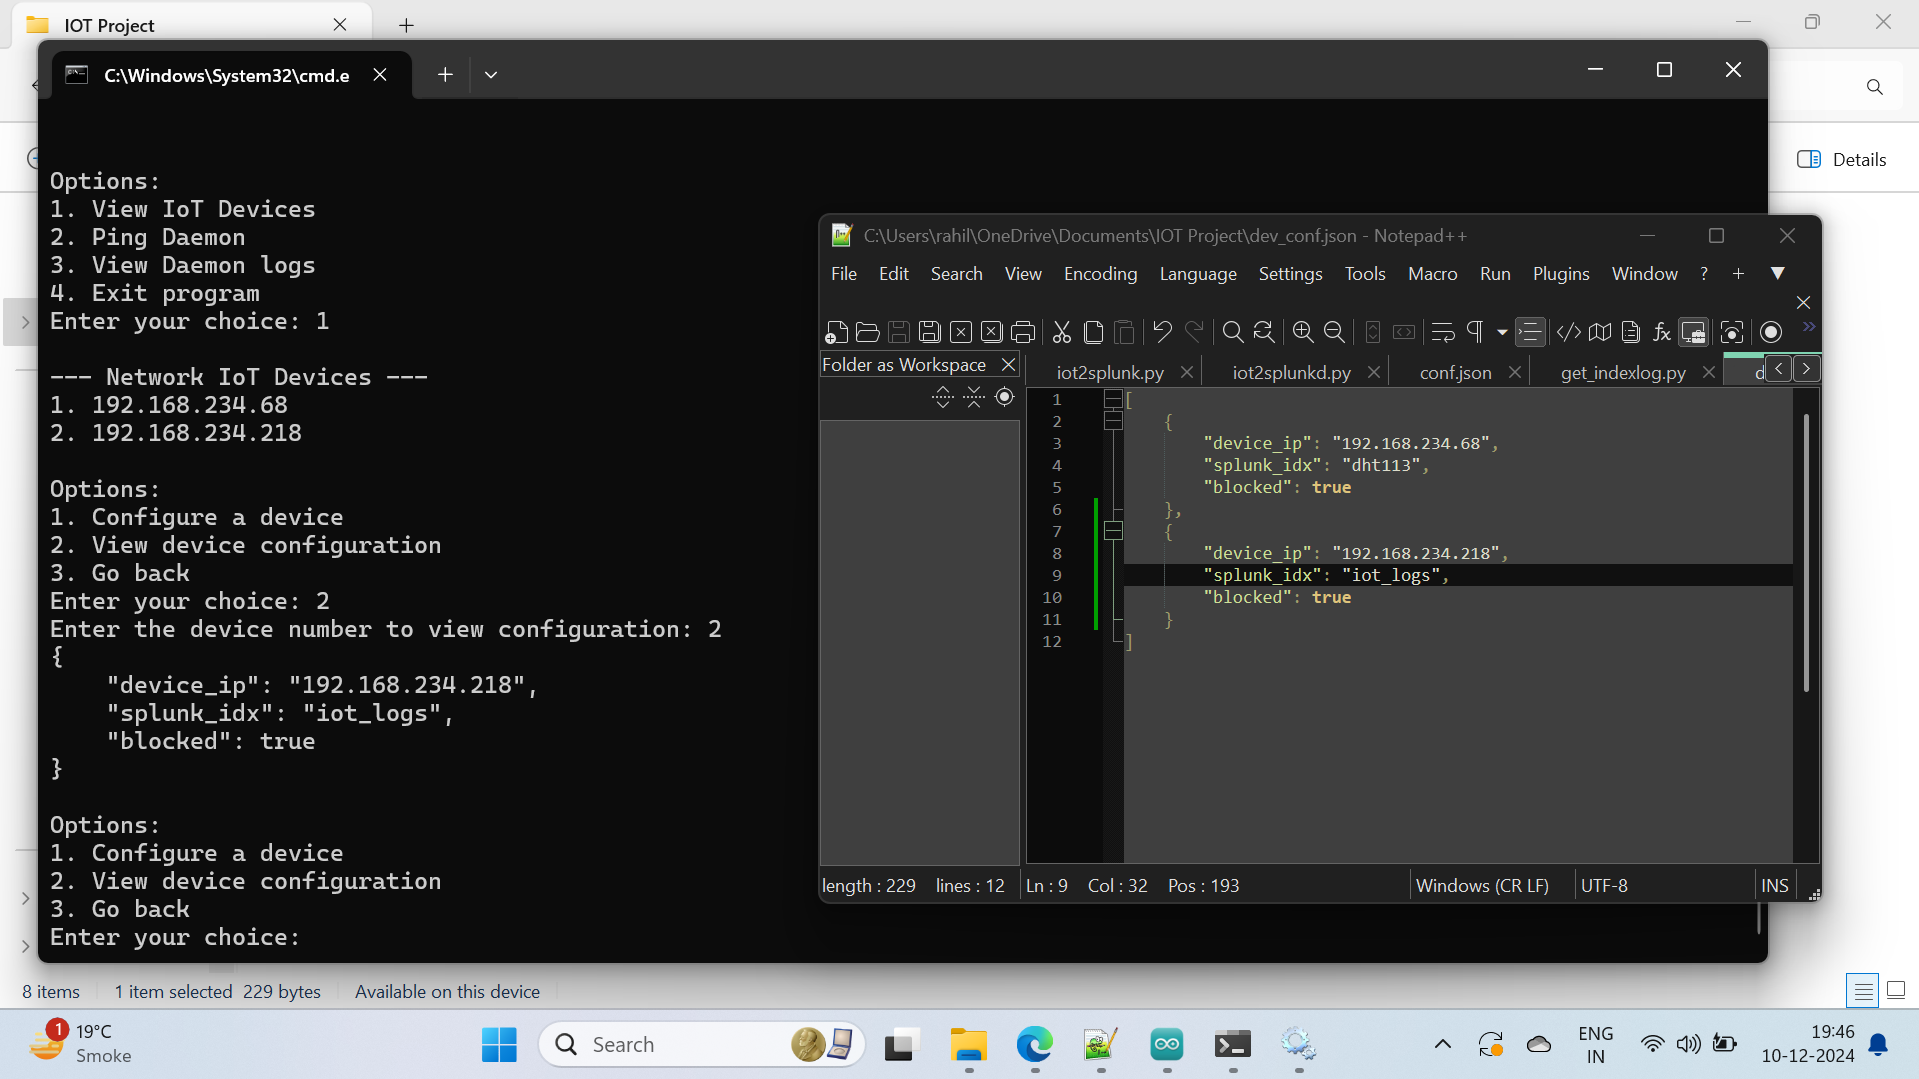 IOT Project
C:\Windows\System32\cmd.e
Details
Options:
1. View IoT Devices
2. Ping Daemon
3. View Daemon logs
4. Exit program
Enter your choice: 1
--- Network IoT Devices ---
1. 192.168.234.68
2. 192.168.234.218
Options:
1. Configure a device
2. View device configuration
3. Go back
Enter your choice: 2
Enter the device number to view configuration: 2
{
"device_ip": "192.168.234.218",
"splunk_idx": "iot_logs",
"blocked": true
}
Options:
1. Configure a device
2. View device configuration
3. Go back
Enter your choice:
C:\Users\rahil\OneDrive\Documents\IOT Project\dev_conf.json - Notepad++
File Edit Search View Encoding Language Settings Tools Macro Run Plugins Window ? +
Folder as Workspace
iot2splunk.py iot2splunkd.py conf.json get_indexlog.py d
1 [
2 {
3 "device_ip": "192.168.234.68",
4 "splunk_idx": "dht113",
5 "blocked": true
6 },
7 {
8 "device_ip": "192.168.234.218",
9 "splunk_idx": "iot_logs",
10 "blocked": true
11 }
12 ]
length : 229 lines : 12 Ln : 9 Col : 32 Pos : 193 Windows (CR LF) UTF-8 INS
8 items 1 item selected 229 bytes Available on this device
1
19°C
Smoke
Search
ENG
IN
19:46
10-12-2024